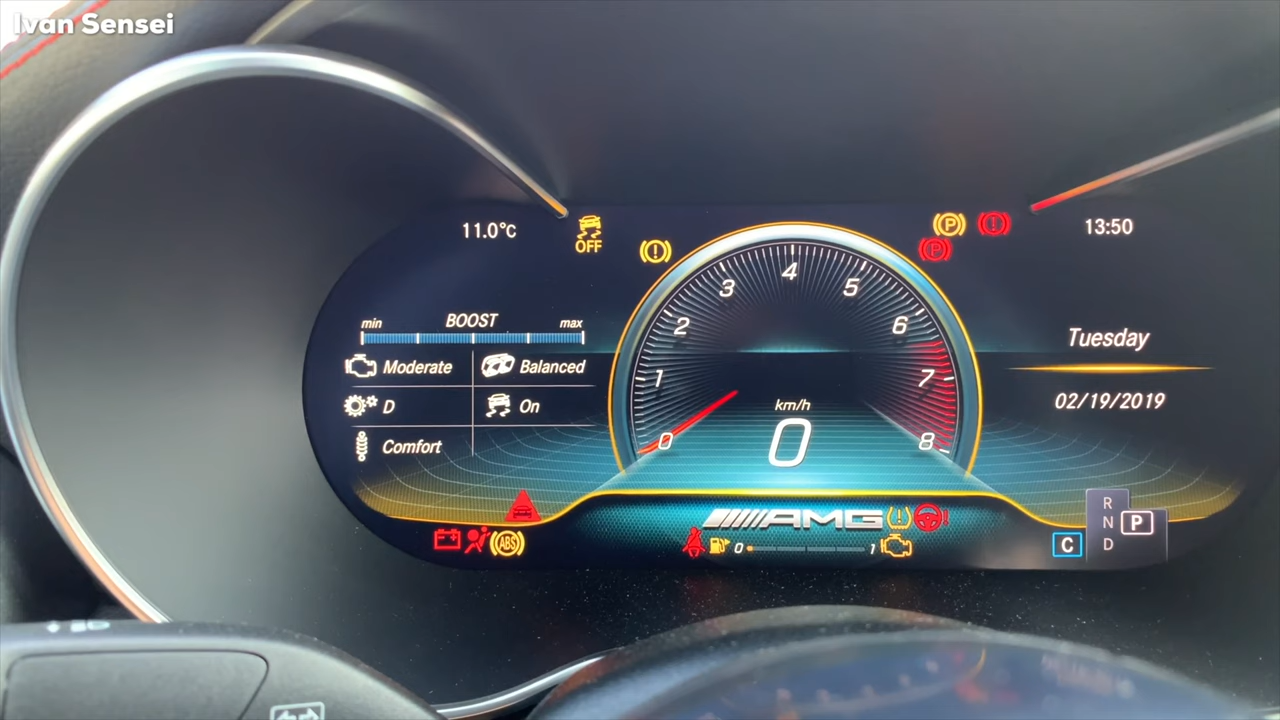 Ivan Sensei
11.0°C
OFF
P
P
13:50
min BOOST max
Moderate
Balanced
D
On
Comfort
0
1
2
3
4
5
6
7
8
km/h
0
Tuesday
02/19/2019
ABS
AMG
0
1
C
R
N
D
P